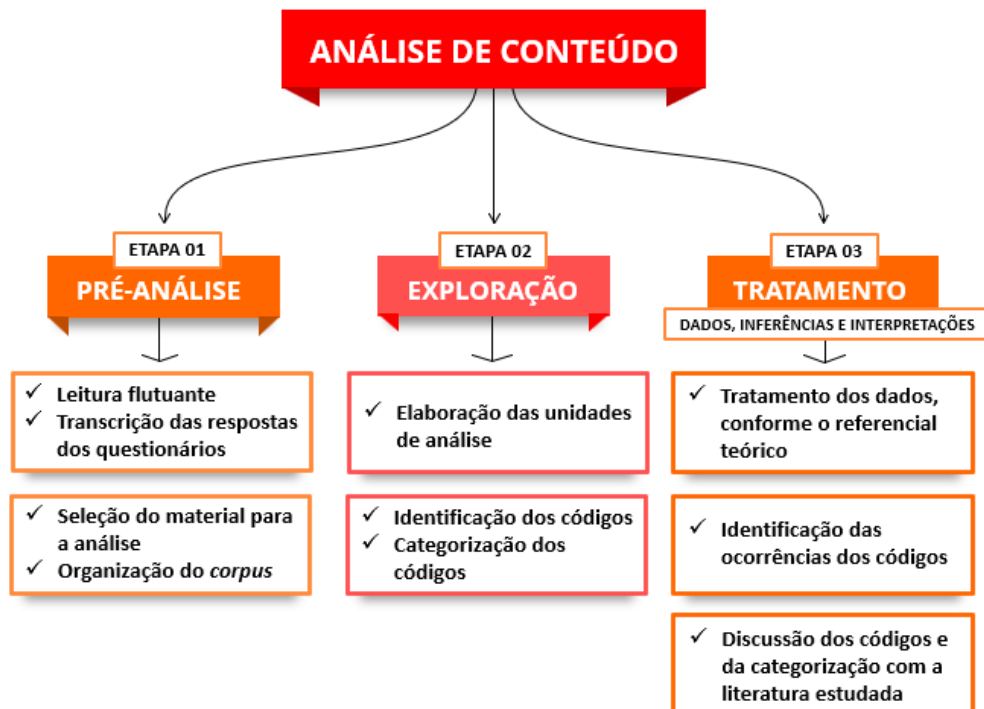 ANÁLISE DE CONTEÚDO
ETAPA 01
PRÉ-ANÁLISE
✓ Leitura flutuante
✓ Transcrição das respostas
dos questionários
✓ Seleção do material para
a análise
✓ Organização do corpus
ETAPA 02
EXPLORAÇÃO
✓ Elaboração das unidades
de análise
✓ Identificação dos códigos
✓ Categorização dos
códigos
ETAPA 03
TRATAMENTO
DADOS, INFERÊNCIAS E INTERPRETAÇÕES
✓ Tratamento dos dados,
conforme o referencial
teórico
✓ Identificação das
ocorrências dos códigos
✓ Discussão dos códigos e
da categorização com a
literatura estudada